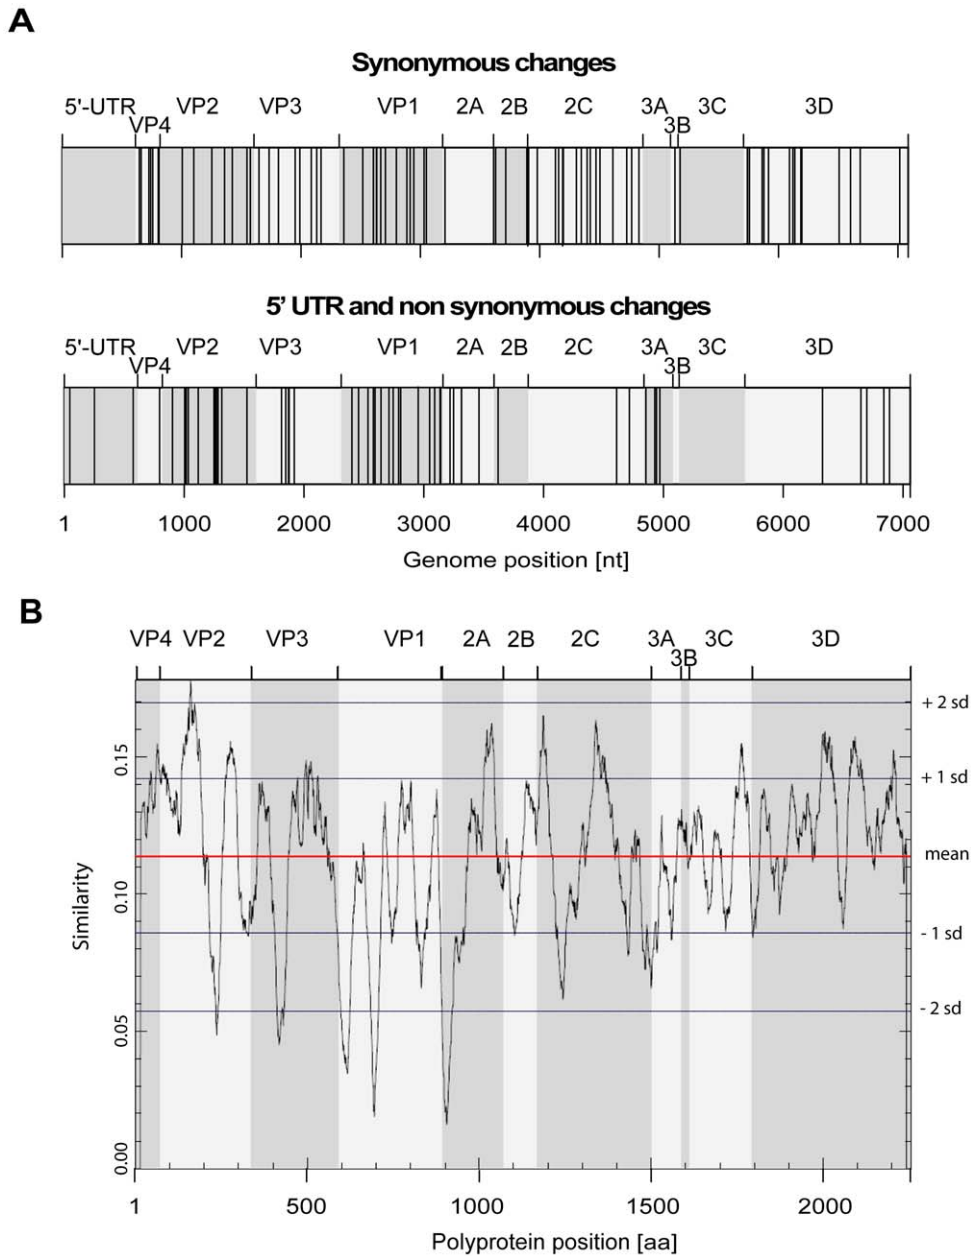 A
Synonymous changes
5'-UTR VP4 VP2 VP3 VP1 2A 2B 2C 3A 3B 3C 3D
5' UTR and non synonymous changes
5'-UTR VP4 VP2 VP3 VP1 2A 2B 2C 3A 3B 3C 3D
1 1000 2000 3000 4000 5000 6000 7000
Genome position [nt]
B
VP4 VP2 VP3 VP1 2A 2B 2C 3A 3B 3C 3D
+ 2 sd
0.15
+ 1 sd
mean
0.10
Similarity
- 1 sd
- 2 sd
0.05
0.00
1 500 1000 1500 2000
Polyprotein position [aa]